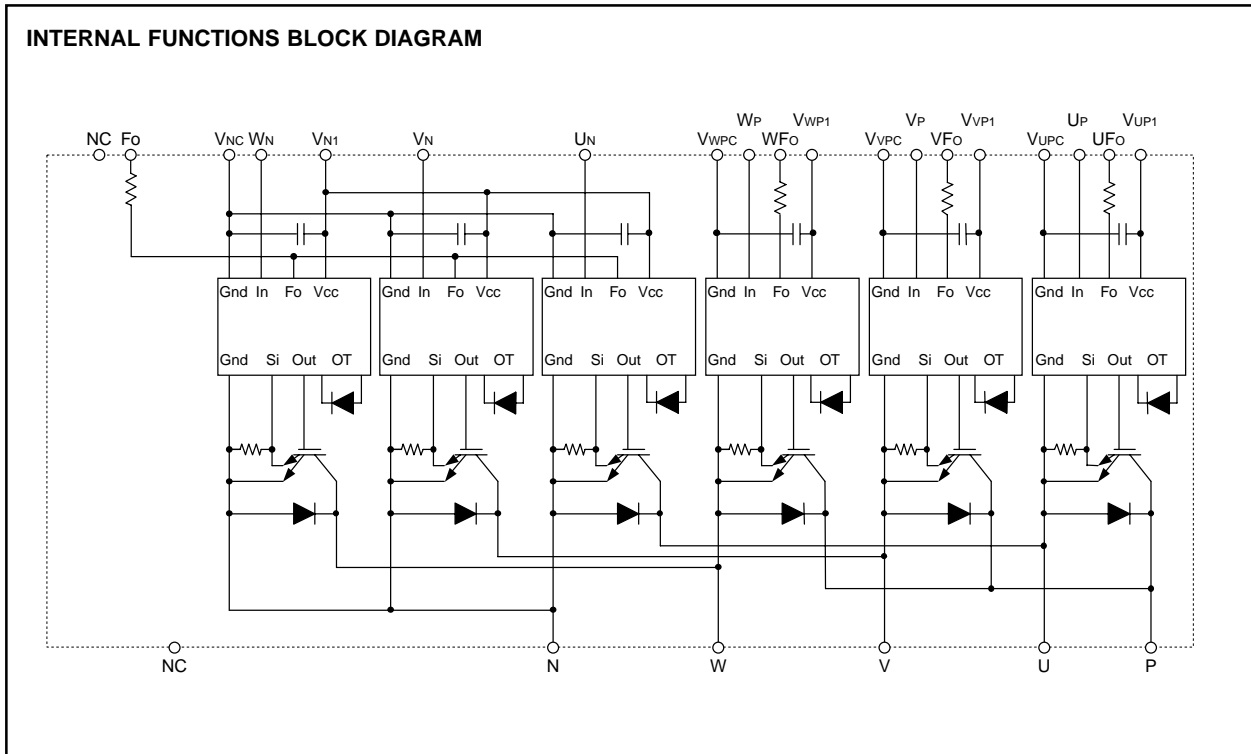 INTERNAL FUNCTIONS BLOCK DIAGRAM
WP VWP1 VP VVP1 UP VUP1
NC FO VNC WN VN1 VN UN VWPC WFO VVPC VFO VUPC UFO
Gnd In Fo Vcc Gnd In Fo Vcc Gnd In Fo Vcc Gnd In Fo Vcc Gnd In Fo Vcc Gnd In Fo Vcc
Gnd Si Out OT Gnd Si Out OT Gnd Si Out OT Gnd Si Out OT Gnd Si Out OT Gnd Si Out OT
NC N W V U P